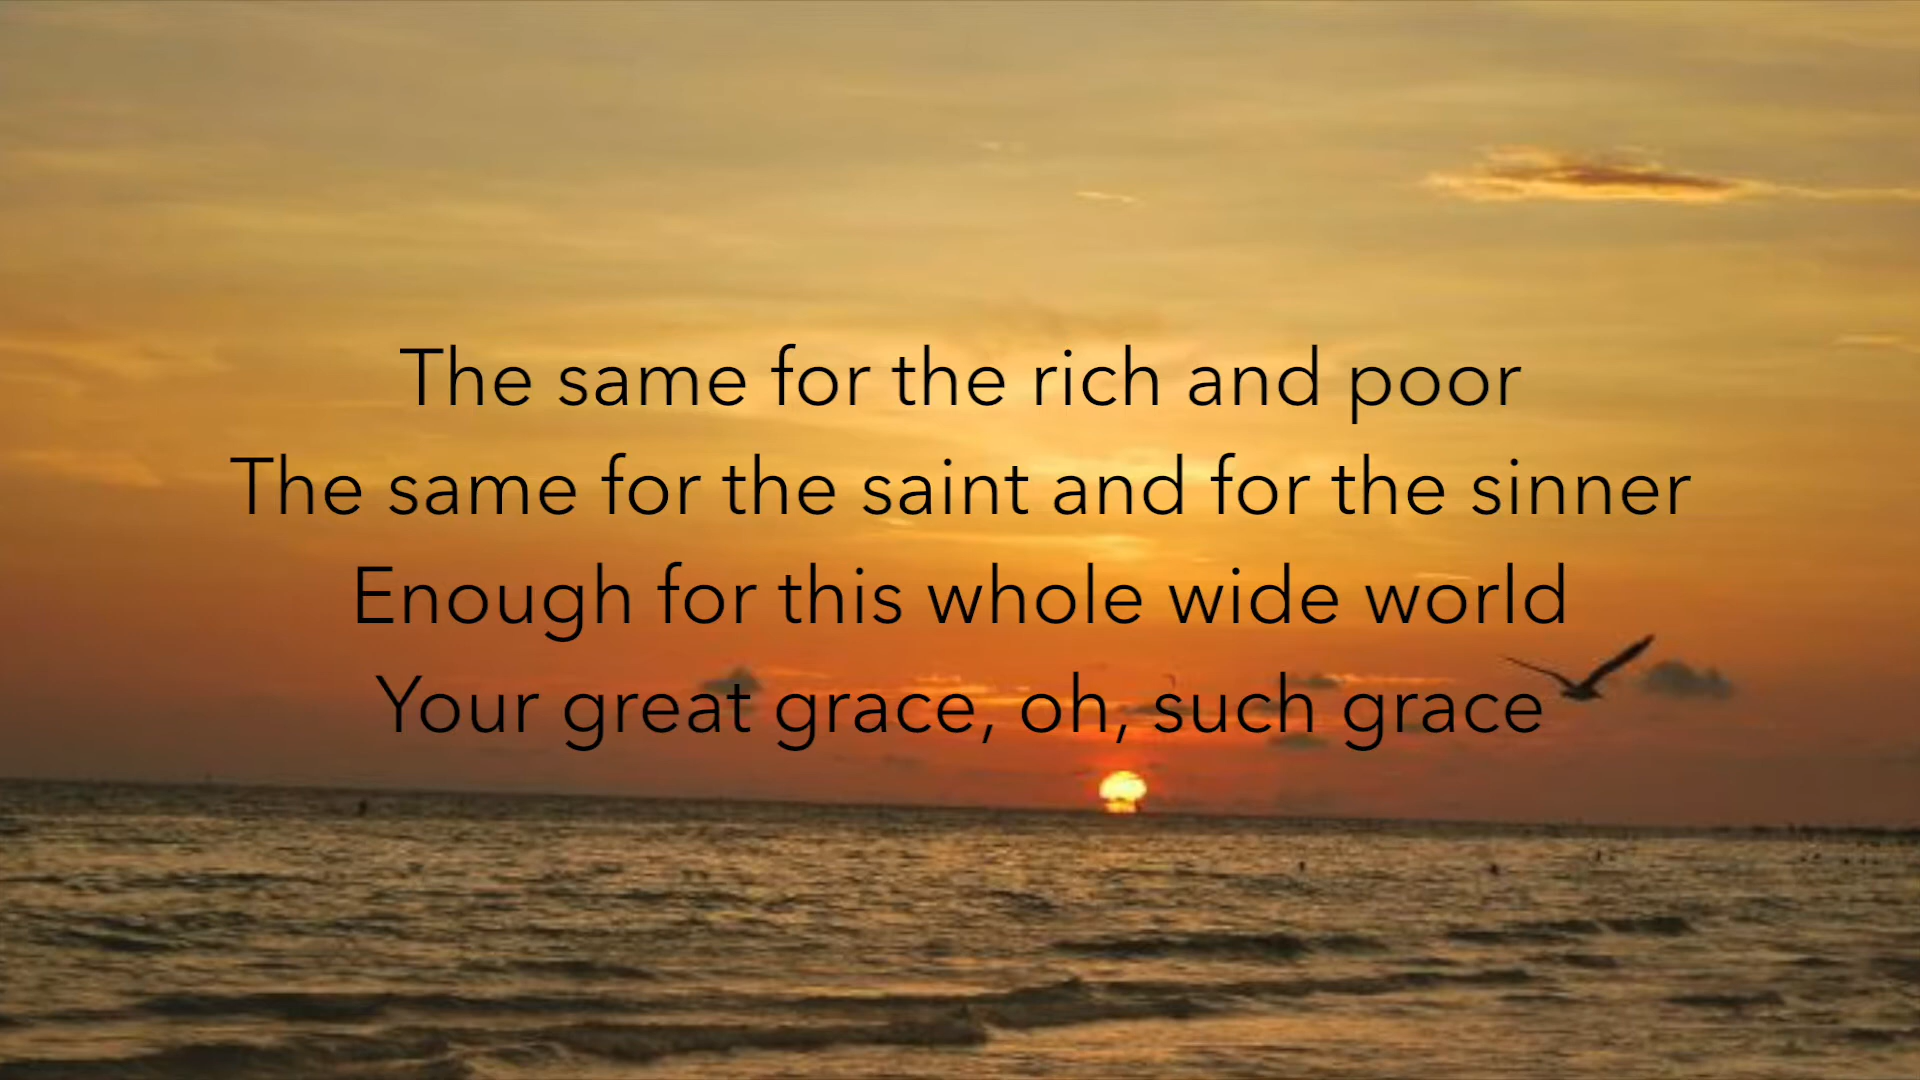 The same for the rich and poor
The same for the saint and for the sinner
Enough for this whole wide world
Your great grace, oh, such grace